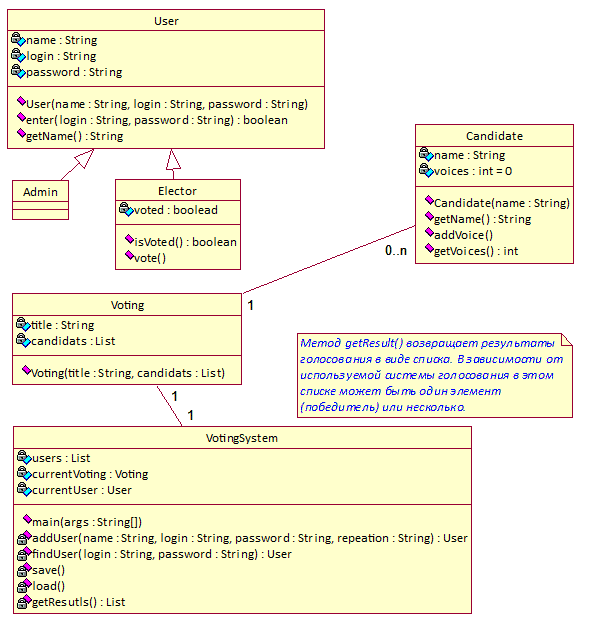 User
name : String
login : String
password : String
User(name : String, login : String, password : String)
enter(login : String, password : String) : boolean
getName() : String
Admin
Elector
voted : boolead
isVoted() : boolean
vote()
Candidate
name : String
voices : int = 0
Candidate(name : String)
getName() : String
addVoice()
getVoices() : int
0..n
1
Voting
title : String
candidats : List
Voting(title : String, candidats : List)
Метод getResult() возвращает результаты
голосования в виде списка. В зависимости от
используемой системы голосования в этом
списке может быть один элемент
(победитель) или несколько.
1
1
VotingSystem
users : List
currentVoting : Voting
currentUser : User
main(args : String[])
addUser(name : String, login : String, password : String, repeation : String) : User
findUser( login : String, password : String) : User
save()
load()
getResutls() : List